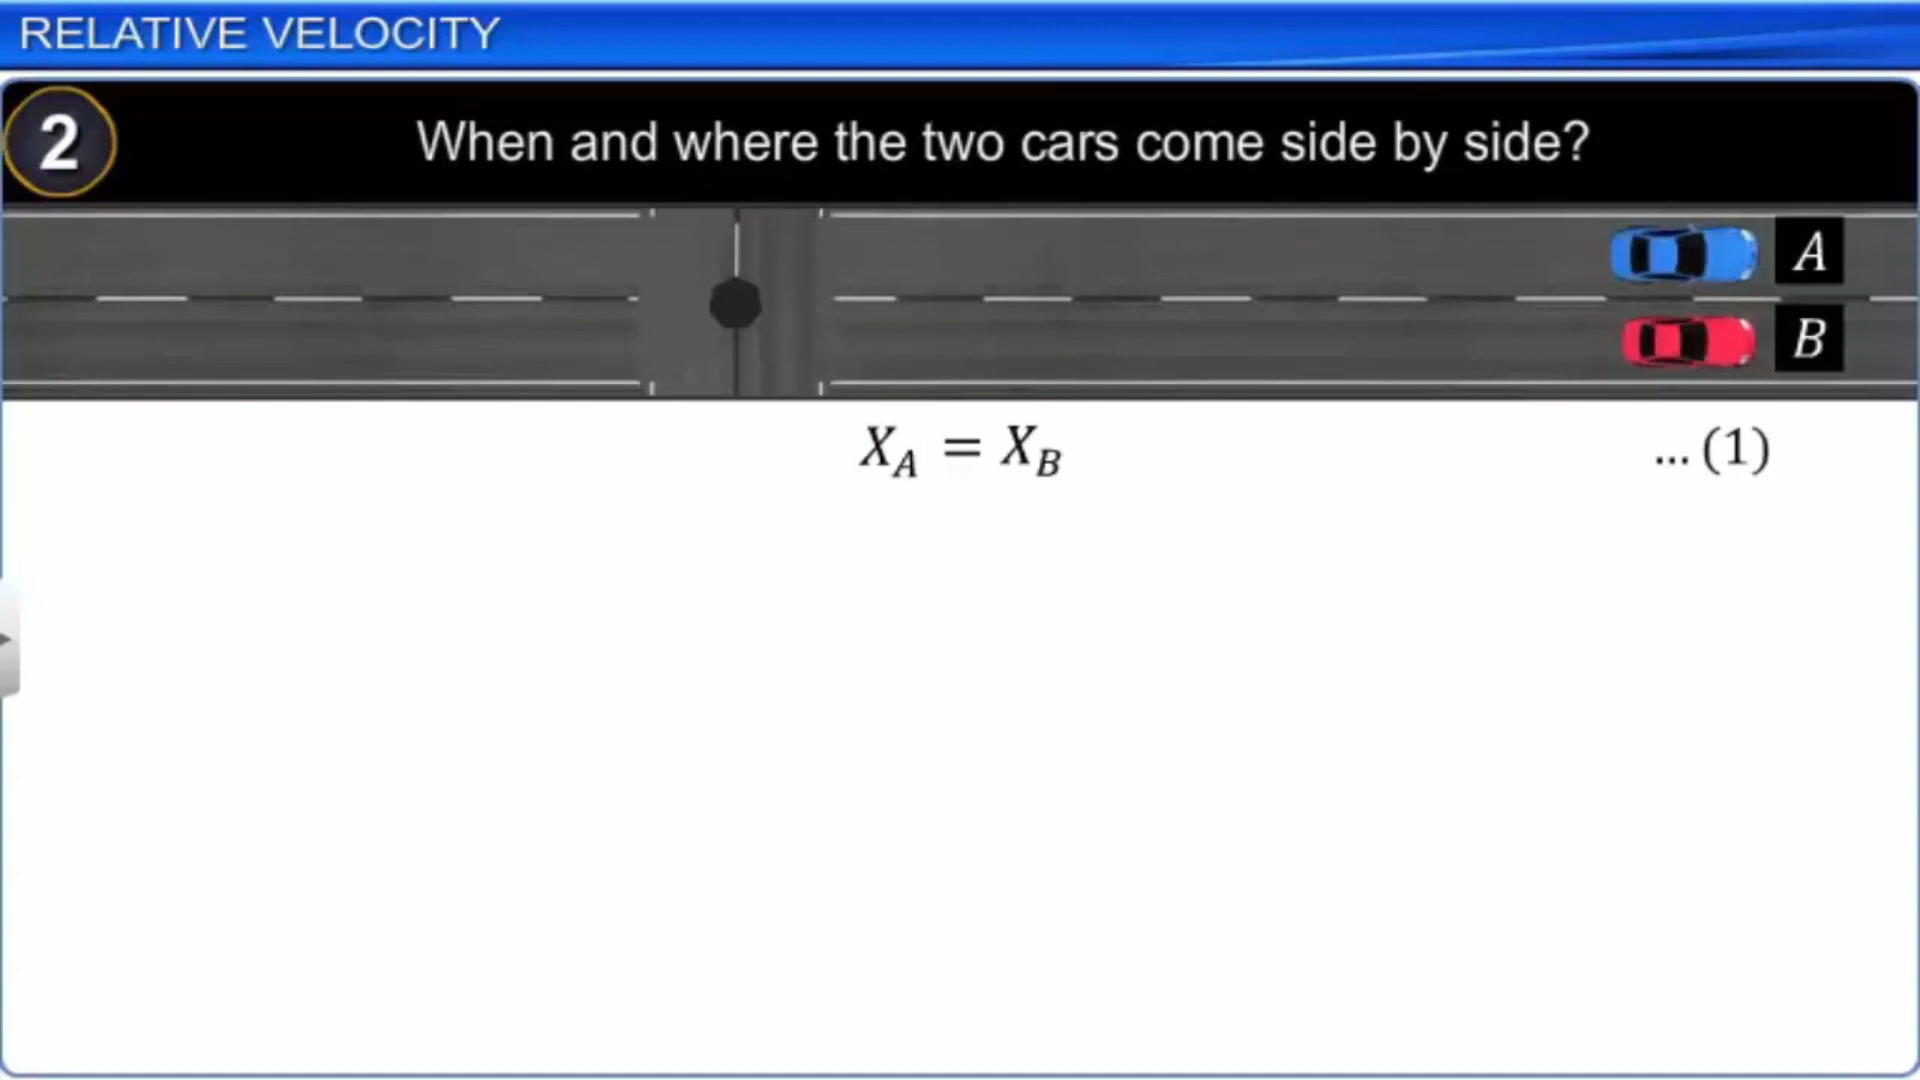 RELATIVE VELOCITY
2
When and where the two cars come side by side?
A
B
X_A = X_B ... (1)